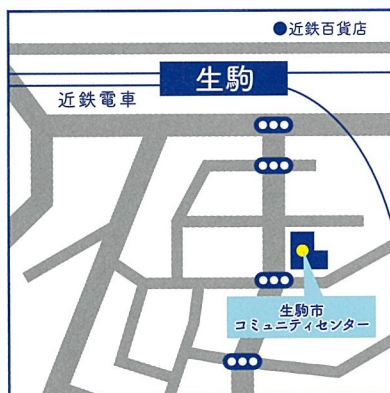 ●近鉄百貨店
生駒
近鉄電車
生駒市
コミュニティセンター